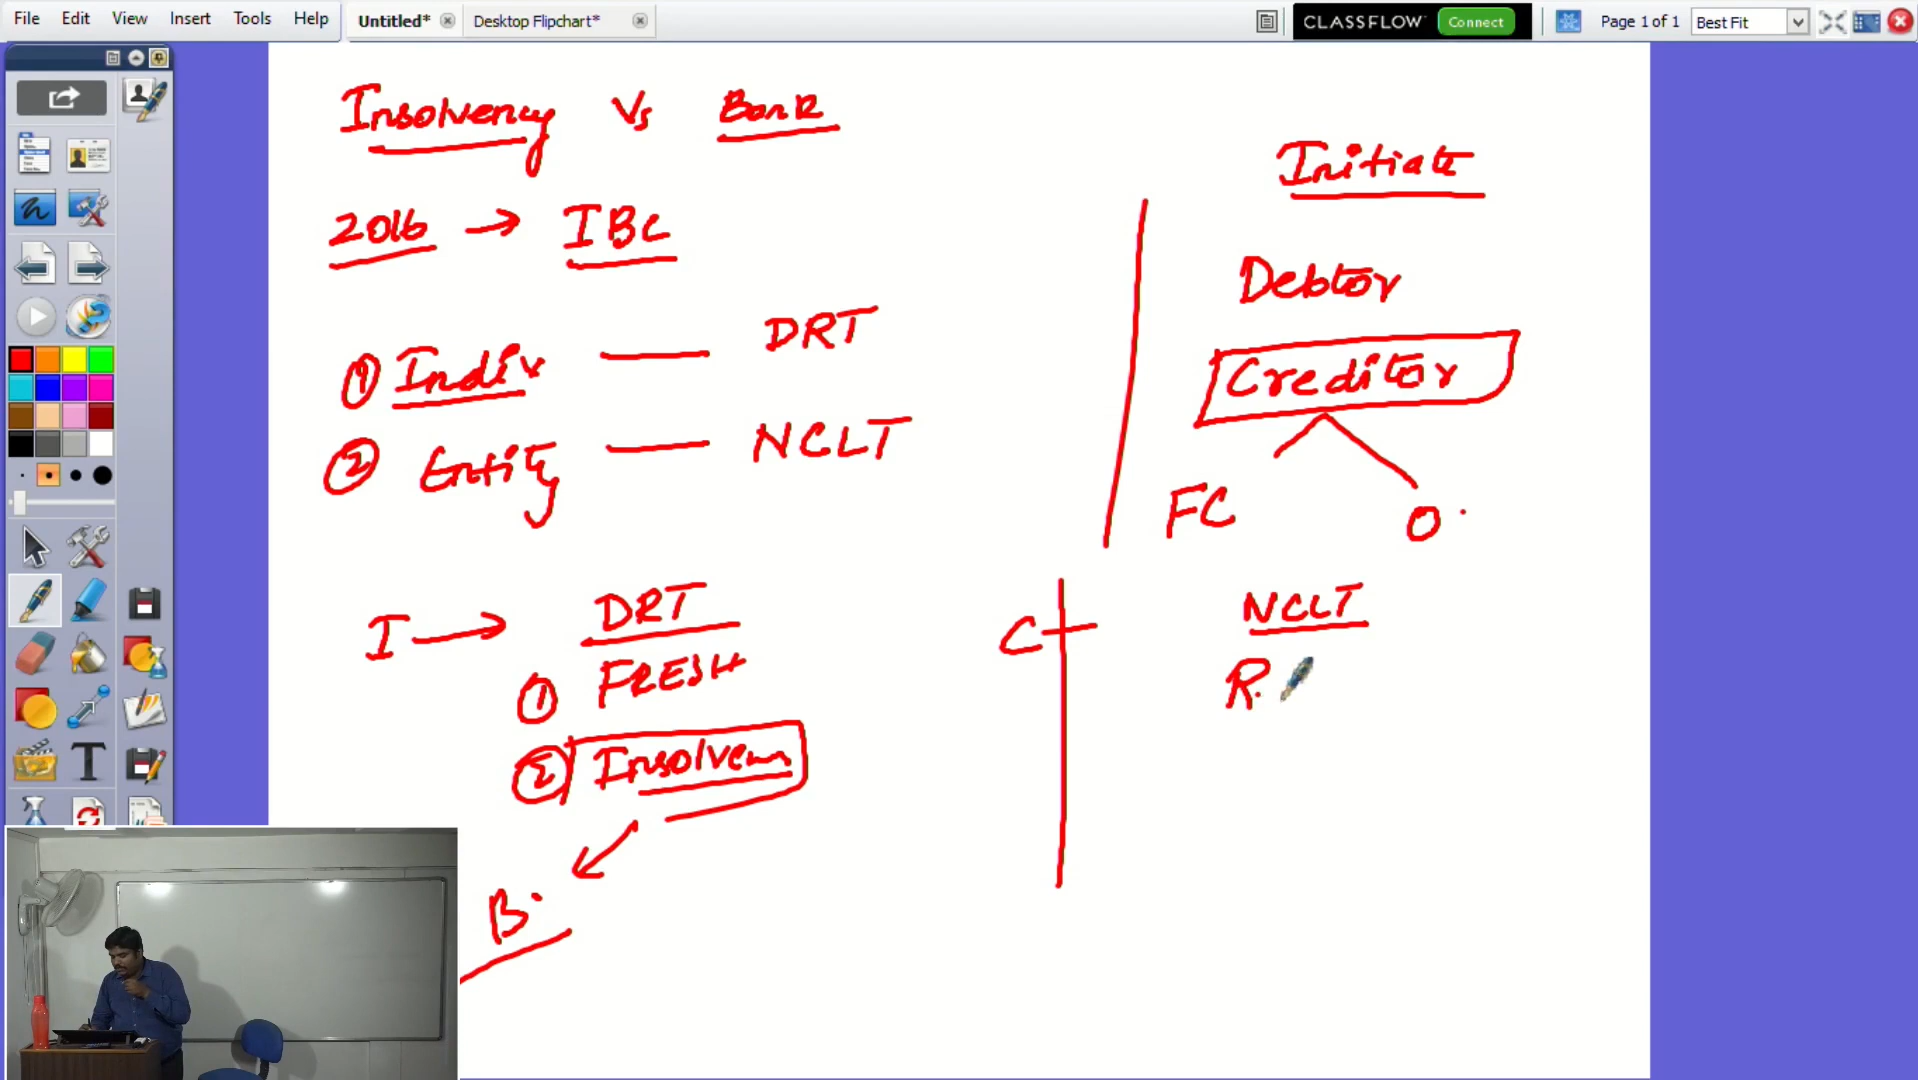 File Edit View Insert Tools Help Untitled* Desktop Flipchart* CLASSFLOW Connect Page 1 of 1 Best Fit
Insolvency Vs Bank
2016 → IBC
① Indiv — DRT
② Entity — NCLT
I → DRT
① FRESH
② Insolven
B.
Initiate
Debtor
Creditor
FC O.
C
NCLT
R.